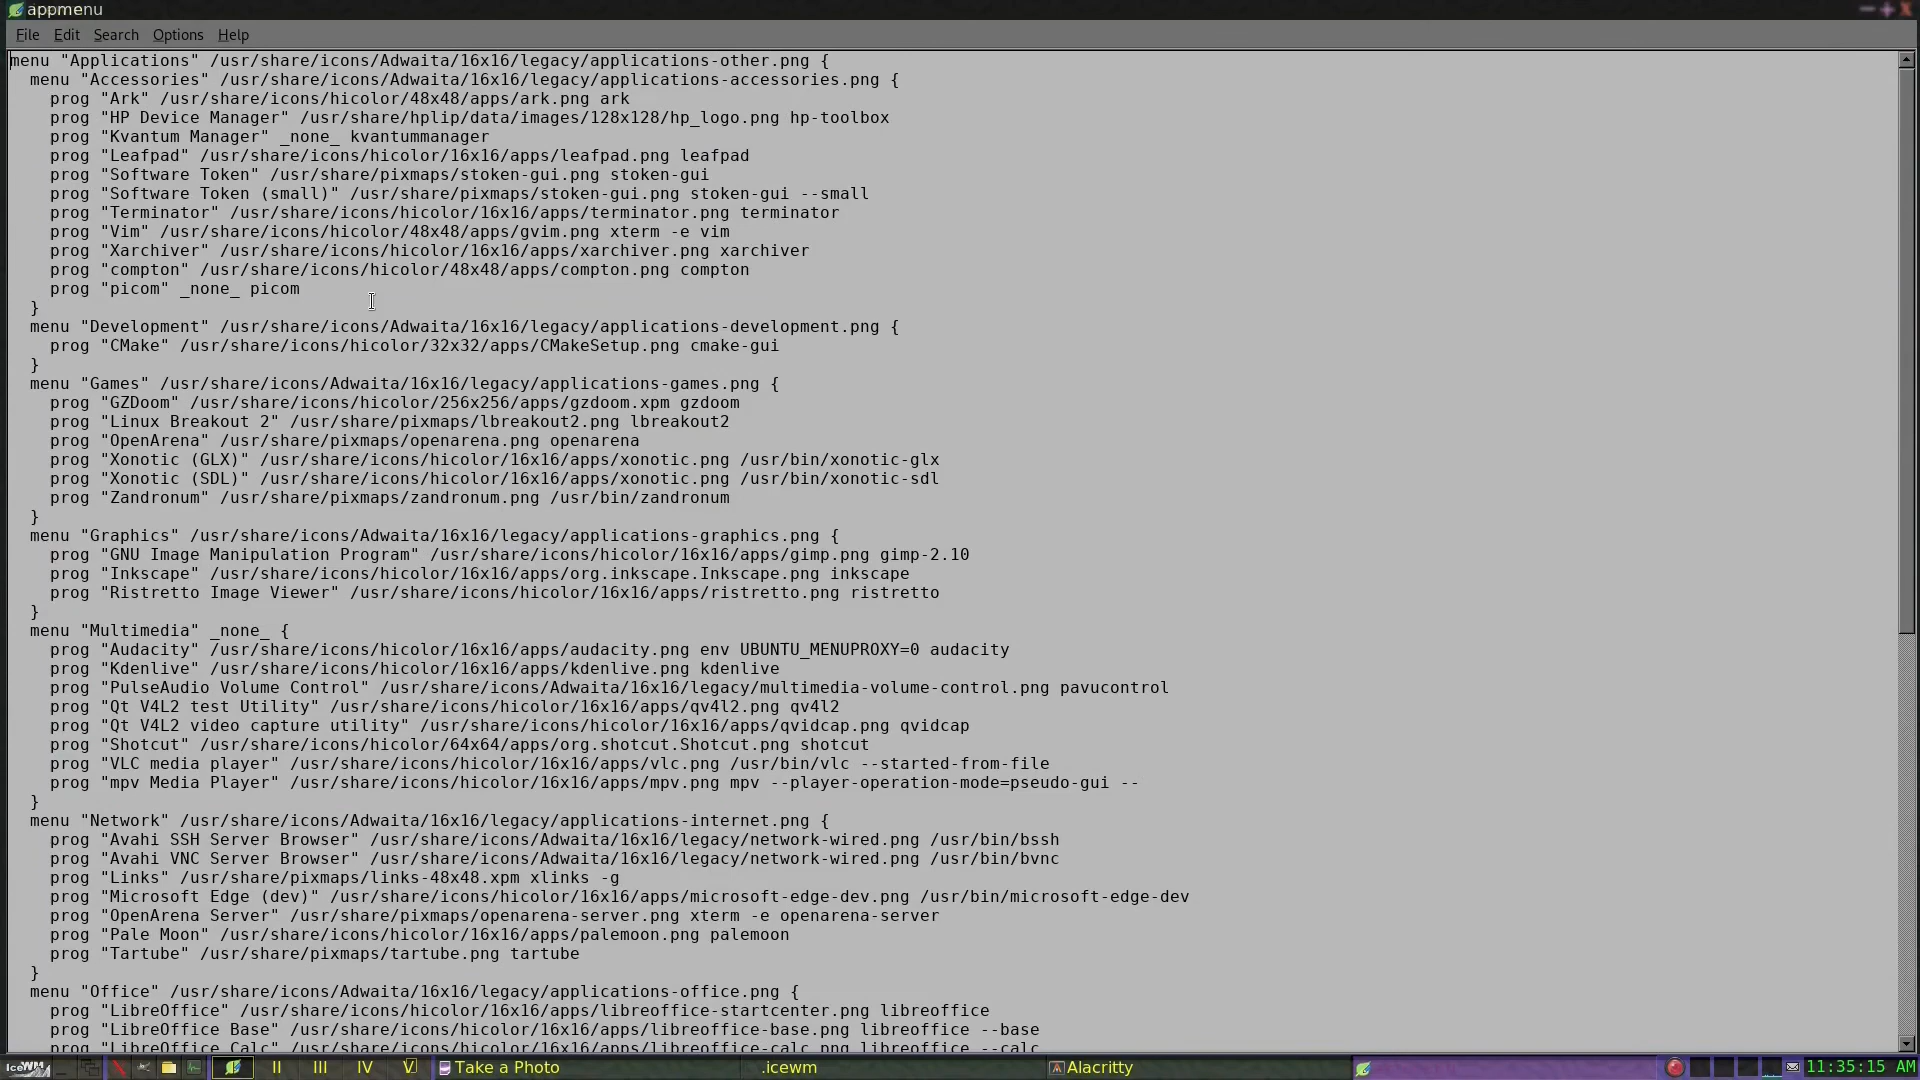 appmenu
File Edit Search Options Help
menu "Applications" /usr/share/icons/Adwaita/16x16/legacy/applications-other.png {
  menu "Accessories" /usr/share/icons/Adwaita/16x16/legacy/applications-accessories.png {
    prog "Ark" /usr/share/icons/hicolor/48x48/apps/ark.png ark
    prog "HP Device Manager" /usr/share/hplip/data/images/128x128/hp_logo.png hp-toolbox
    prog "Kvantum Manager" _none_ kvantummanager
    prog "Leafpad" /usr/share/icons/hicolor/16x16/apps/leafpad.png leafpad
    prog "Software Token" /usr/share/pixmaps/stoken-gui.png stoken-gui
    prog "Software Token (small)" /usr/share/pixmaps/stoken-gui.png stoken-gui --small
    prog "Terminator" /usr/share/icons/hicolor/16x16/apps/terminator.png terminator
    prog "Vim" /usr/share/icons/hicolor/48x48/apps/gvim.png xterm -e vim
    prog "Xarchiver" /usr/share/icons/hicolor/16x16/apps/xarchiver.png xarchiver
    prog "compton" /usr/share/icons/hicolor/48x48/apps/compton.png compton
    prog "picom" _none_ picom
  }
  menu "Development" /usr/share/icons/Adwaita/16x16/legacy/applications-development.png {
    prog "CMake" /usr/share/icons/hicolor/32x32/apps/CMakeSetup.png cmake-gui
  }
  menu "Games" /usr/share/icons/Adwaita/16x16/legacy/applications-games.png {
    prog "GZDoom" /usr/share/icons/hicolor/256x256/apps/gzdoom.xpm gzdoom
    prog "Linux Breakout 2" /usr/share/pixmaps/lbreakout2.png lbreakout2
    prog "OpenArena" /usr/share/pixmaps/openarena.png openarena
    prog "Xonotic (GLX)" /usr/share/icons/hicolor/16x16/apps/xonotic.png /usr/bin/xonotic-glx
    prog "Xonotic (SDL)" /usr/share/icons/hicolor/16x16/apps/xonotic.png /usr/bin/xonotic-sdl
    prog "Zandronum" /usr/share/pixmaps/zandronum.png /usr/bin/zandronum
  }
  menu "Graphics" /usr/share/icons/Adwaita/16x16/legacy/applications-graphics.png {
    prog "GNU Image Manipulation Program" /usr/share/icons/hicolor/16x16/apps/gimp.png gimp-2.10
    prog "Inkscape" /usr/share/icons/hicolor/16x16/apps/org.inkscape.Inkscape.png inkscape
    prog "Ristretto Image Viewer" /usr/share/icons/hicolor/16x16/apps/ristretto.png ristretto
  }
  menu "Multimedia" _none_ {
    prog "Audacity" /usr/share/icons/hicolor/16x16/apps/audacity.png env UBUNTU_MENUPROXY=0 audacity
    prog "Kdenlive" /usr/share/icons/hicolor/16x16/apps/kdenlive.png kdenlive
    prog "PulseAudio Volume Control" /usr/share/icons/Adwaita/16x16/legacy/multimedia-volume-control.png pavucontrol
    prog "Qt V4L2 test Utility" /usr/share/icons/hicolor/16x16/apps/qv4l2.png qv4l2
    prog "Qt V4L2 video capture utility" /usr/share/icons/hicolor/16x16/apps/qvidcap.png qvidcap
    prog "Shotcut" /usr/share/icons/hicolor/64x64/apps/org.shotcut.Shotcut.png shotcut
    prog "VLC media player" /usr/share/icons/hicolor/16x16/apps/vlc.png /usr/bin/vlc --started-from-file
    prog "mpv Media Player" /usr/share/icons/hicolor/16x16/apps/mpv.png mpv --player-operation-mode=pseudo-gui --
  }
  menu "Network" /usr/share/icons/Adwaita/16x16/legacy/applications-internet.png {
    prog "Avahi SSH Server Browser" /usr/share/icons/Adwaita/16x16/legacy/network-wired.png /usr/bin/bssh
    prog "Avahi VNC Server Browser" /usr/share/icons/Adwaita/16x16/legacy/network-wired.png /usr/bin/bvnc
    prog "Links" /usr/share/pixmaps/links-48x48.xpm xlinks -g
    prog "Microsoft Edge (dev)" /usr/share/icons/hicolor/16x16/apps/microsoft-edge-dev.png /usr/bin/microsoft-edge-dev
    prog "OpenArena Server" /usr/share/pixmaps/openarena-server.png xterm -e openarena-server
    prog "Pale Moon" /usr/share/icons/hicolor/16x16/apps/palemoon.png palemoon
    prog "Tartube" /usr/share/pixmaps/tartube.png tartube
  }
  menu "Office" /usr/share/icons/Adwaita/16x16/legacy/applications-office.png {
    prog "LibreOffice" /usr/share/icons/hicolor/16x16/apps/libreoffice-startcenter.png libreoffice
    prog "LibreOffice Base" /usr/share/icons/hicolor/16x16/apps/libreoffice-base.png libreoffice --base
    prog "LibreOffice Calc" /usr/share/icons/hicolor/16x16/apps/libreoffice-calc.png libreoffice --calc
IceWM II III IV V Take a Photo .icewm Alacritty 11:35:15 AM